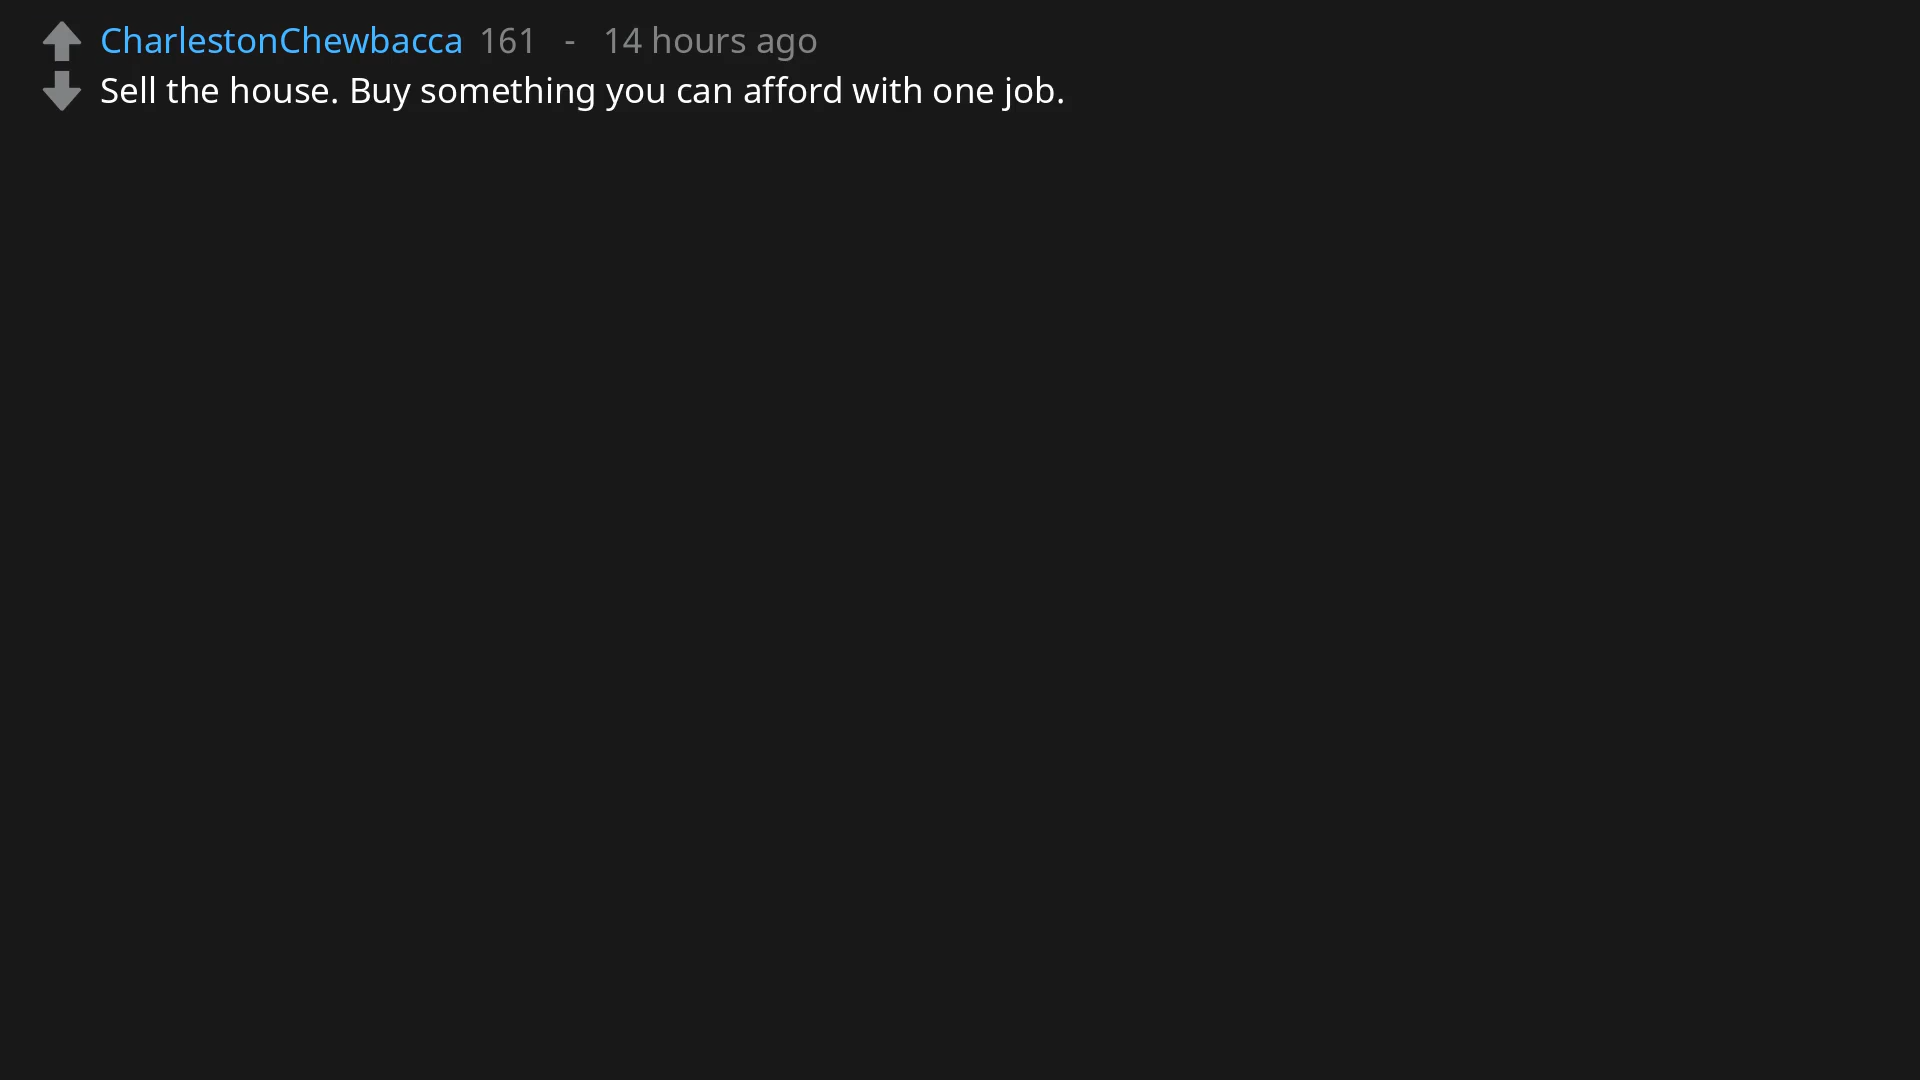 CharlestonChewbacca 161 - 14 hours ago
Sell the house. Buy something you can afford with one job.